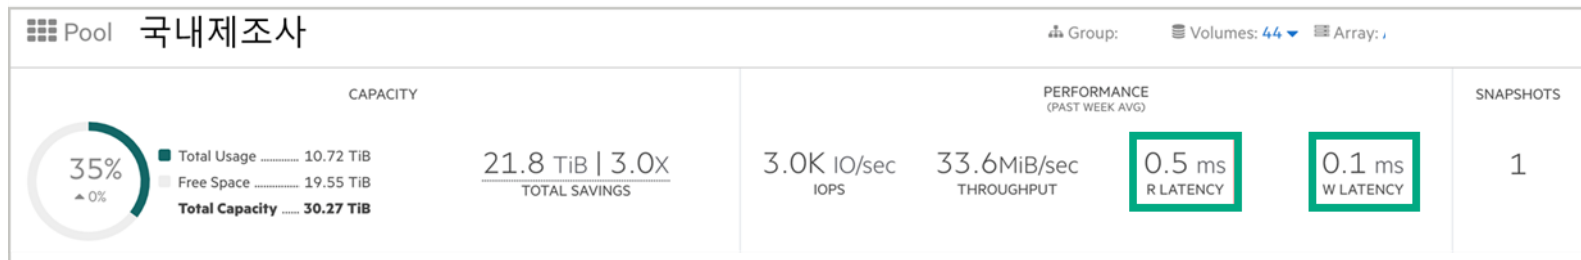 Pool 국내제조사
Group: Volumes: 44 Array:
CAPACITY
35%
0%
Total Usage ............ 10.72 TiB
Free Space .............. 19.55 TiB
Total Capacity ...... 30.27 TiB
21.8 TiB | 3.0X
TOTAL SAVINGS
PERFORMANCE
(PAST WEEK AVG)
3.0K IO/sec
IOPS
33.6MiB/sec
THROUGHPUT
0.5 ms
R LATENCY
0.1 ms
W LATENCY
SNAPSHOTS
1